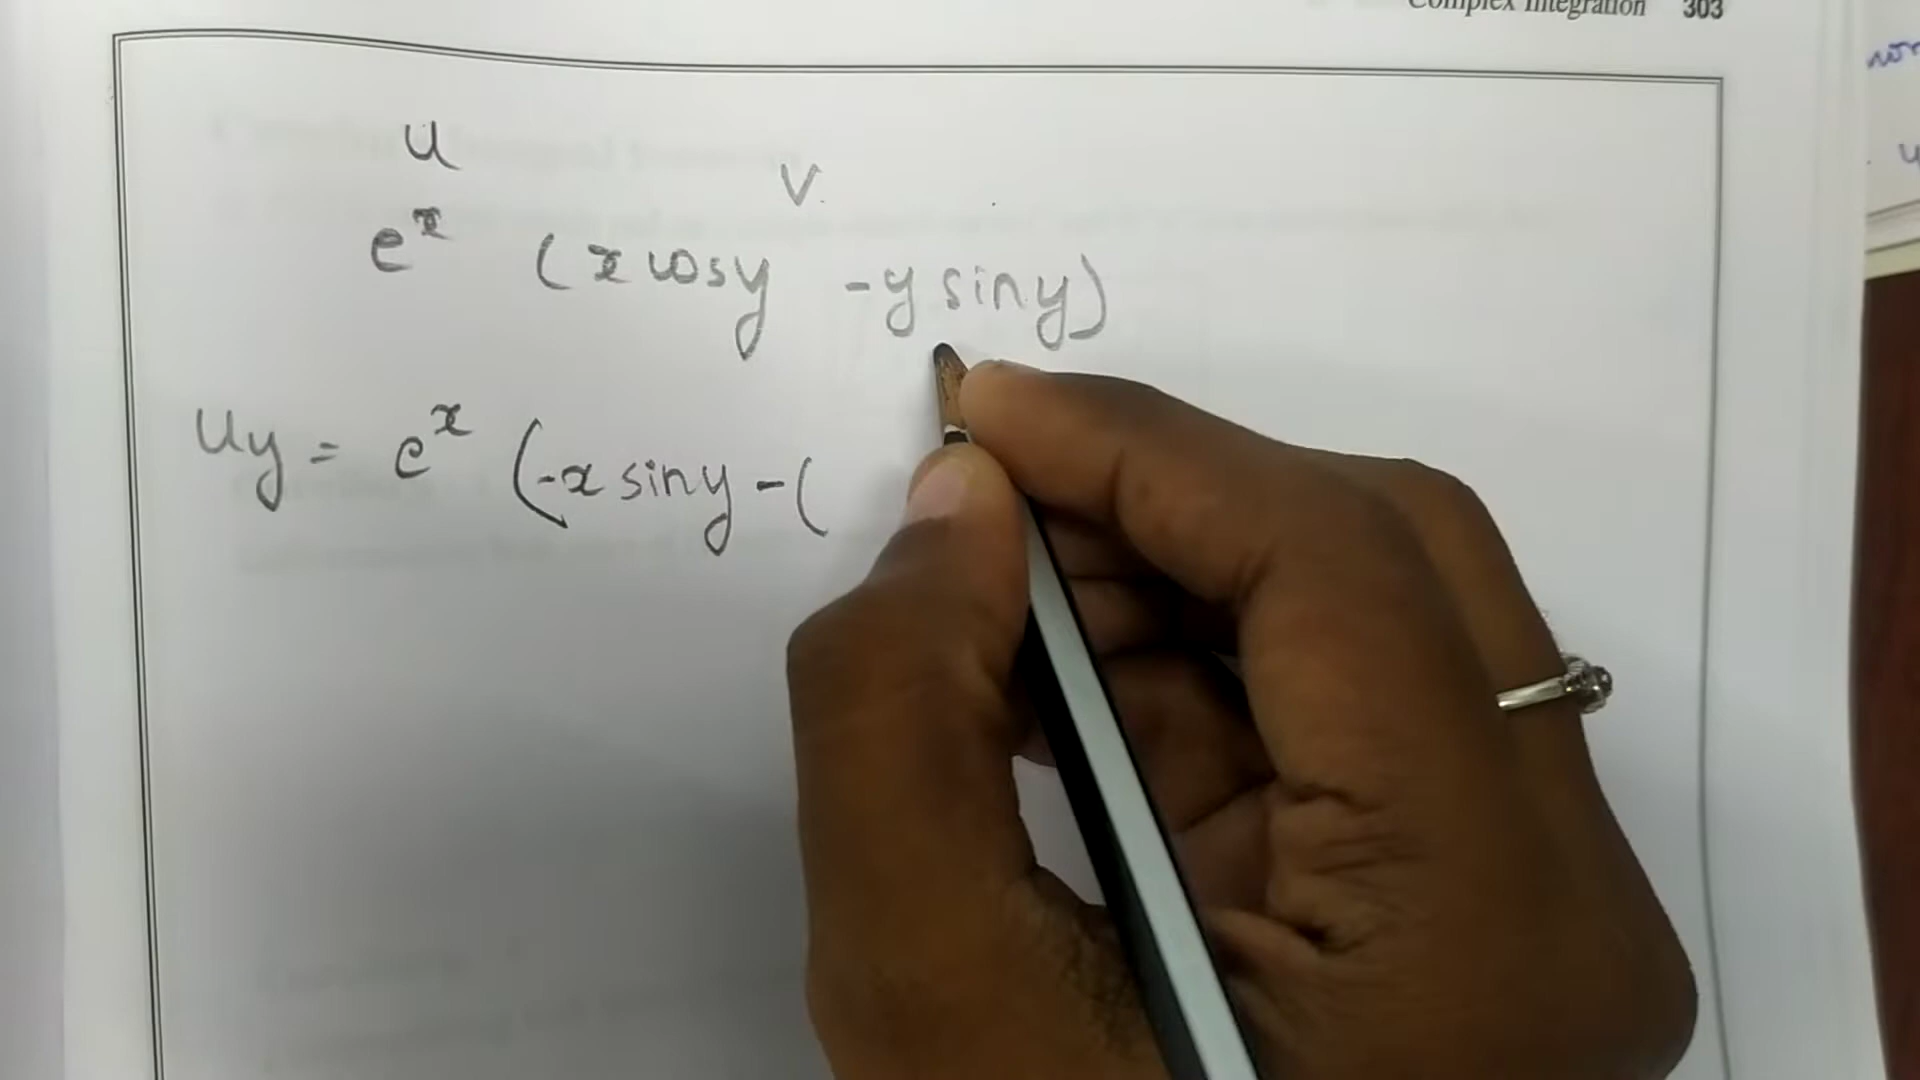 Complex Integration 303
u
v.
e^x (x cosy - y siny)
Uy = e^x (-x siny - (